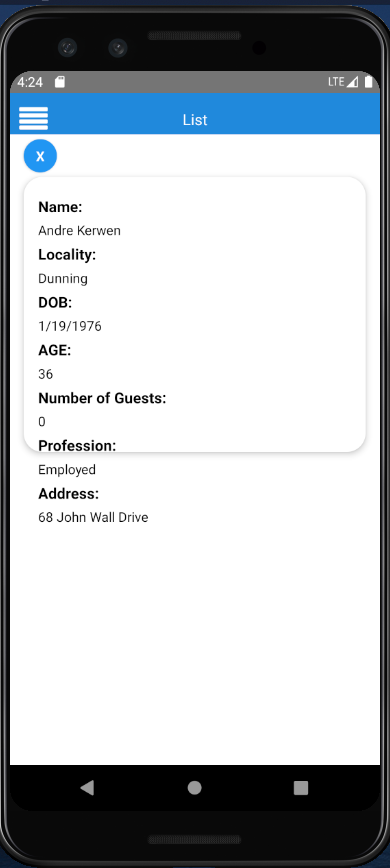 4:24 LTE
List
X
Name:
Andre Kerwen
Locality:
Dunning
DOB:
1/19/1976
AGE:
36
Number of Guests:
0
Profession:
Employed
Address:
68 John Wall Drive